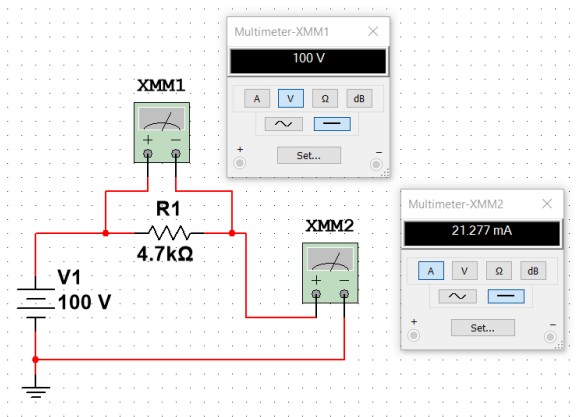 Multimeter-XMM1
100 V
A V Ω dB
+ Set... −
XMM1
+ −
R1
4.7kΩ
V1
100 V
XMM2
+ −
Multimeter-XMM2
21.277 mA
A V Ω dB
+ Set... −